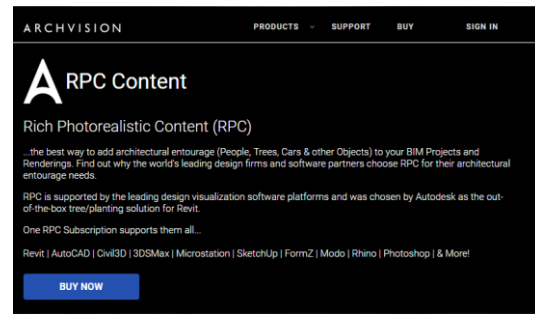 ARCHVISION PRODUCTS SUPPORT BUY SIGN IN
RPC Content
Rich Photorealistic Content (RPC)
...the best way to add architectural entourage (People, Trees, Cars & other Objects) to your BIM Projects and
Renderings. Find out why the world's leading design firms and software partners choose RPC for their architectural
entourage needs.
RPC is supported by the leading design visualization software platforms and was chosen by Autodesk as the out-
of-the-box tree/planting solution for Revit.
One RPC Subscription supports them all...
Revit | AutoCAD | Civil3D | 3DSMax | Microstation | SketchUp | FormZ | Modo | Rhino | Photoshop | & More!
BUY NOW